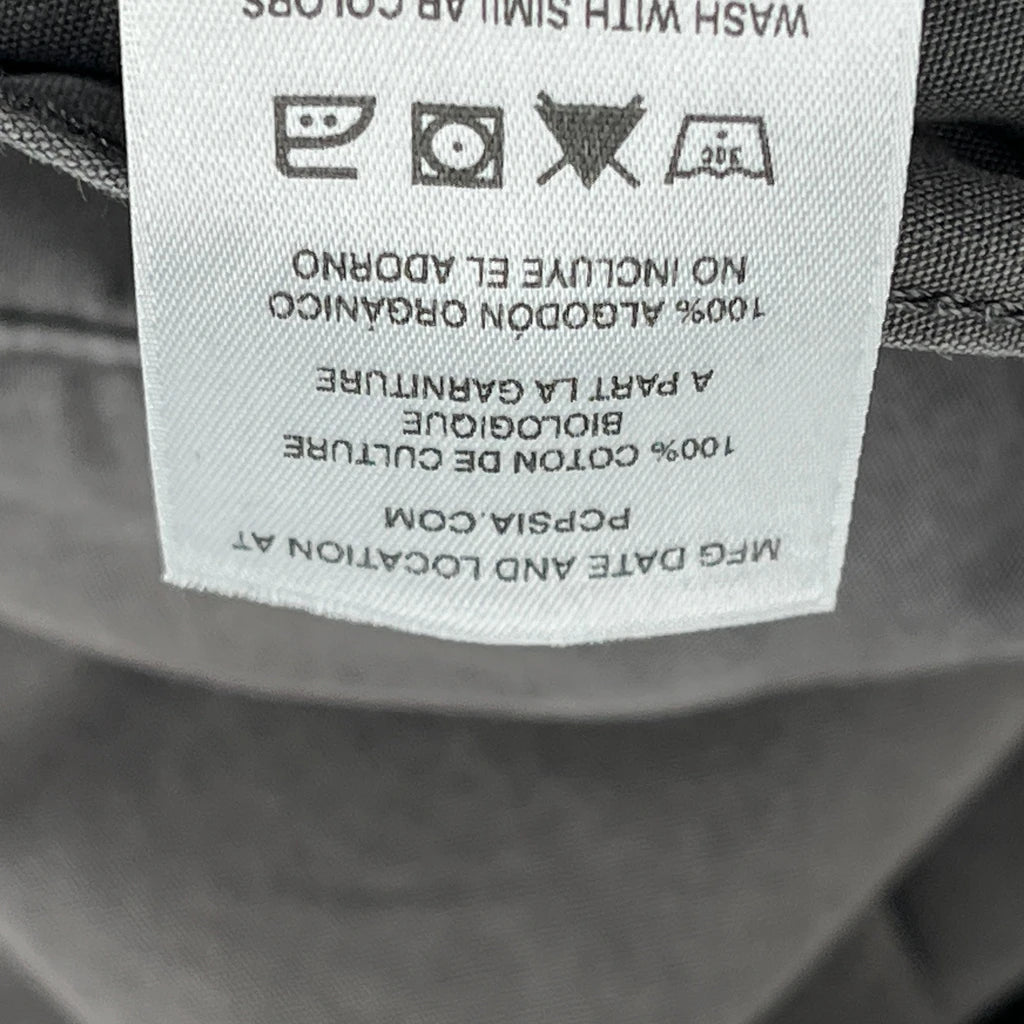 MFG DATE AND LOCATION AT
PCPSIA.COM
100% COTON DE CULTURE
BIOLOGIQUE
A PART LA GARNITURE
100% ALGODÓN ORGÁNICO
NO INCLUYE EL ADORNO
30C
WASH WITH SIMILAR COLORS